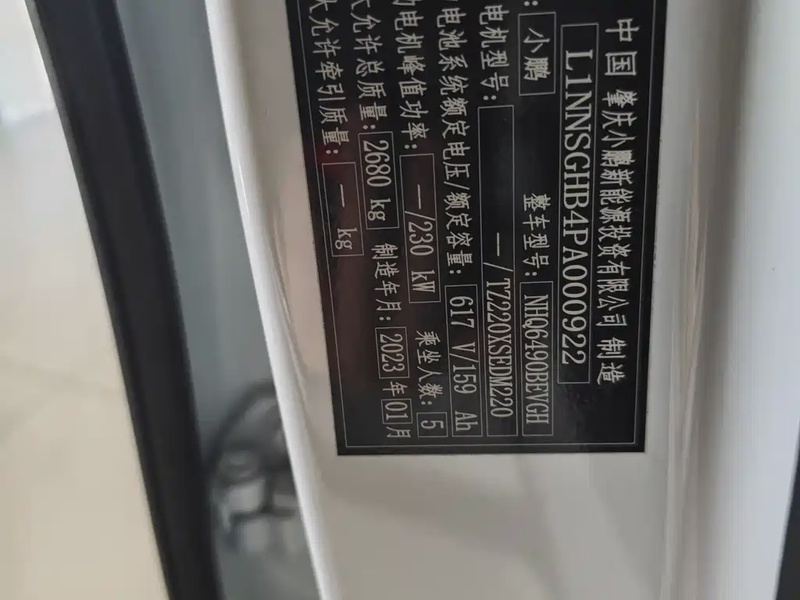 中国 肇庆小鹏新能源投资有限公司 制造
L1NNSGHB4PA000922
小鹏 整车型号: NHQ6490BEVGH
电机型号: —/TZ220XSEDM220
电池系统额定电压/额定容量: 617 V/159 Ah
电机峰值功率: —/230 kW 乘坐人数: 5
大允许总质量: 2680 kg 制造年月: 2023 年 01 月
大允许牵引质量: — kg